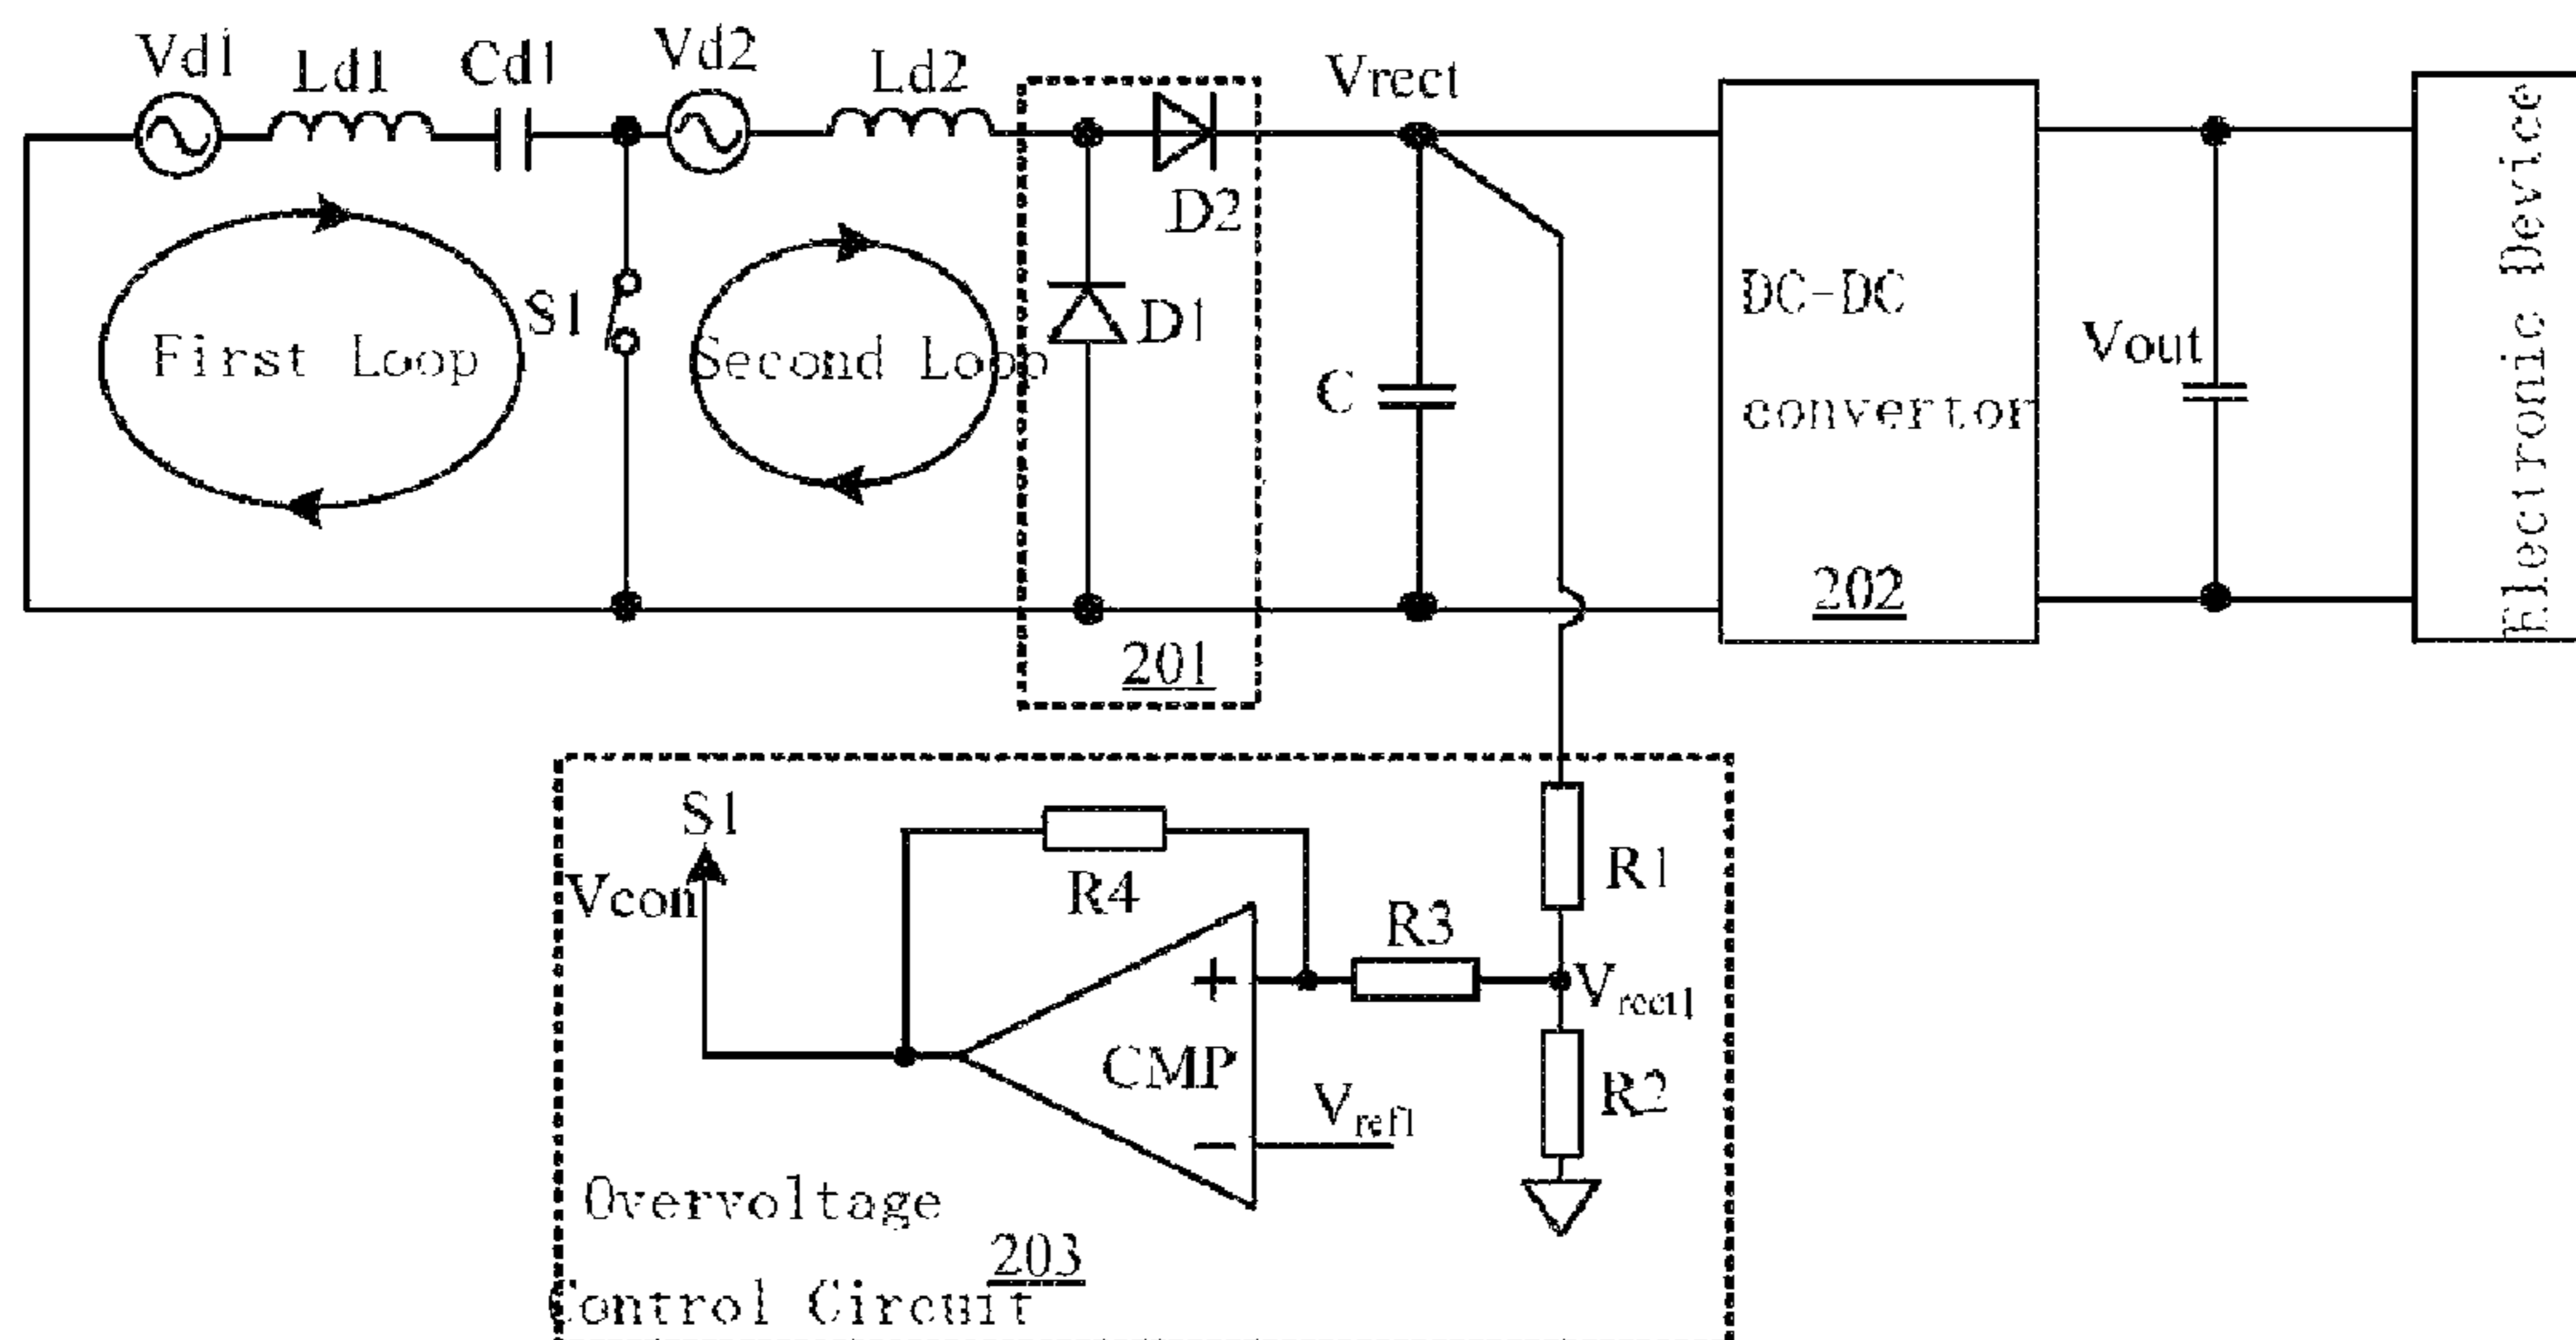 Vd1
Ld1
Cd1
Vd2
Ld2
Vrect
D2
S1
D1
First Loop
Second Loop
C
DC-DC
convertor
202
Vout
Electronic Device
201
S1
Vcon
R4
R1
R3
Vrect1
CMP
R2
Vref1
Overvoltage
203
Control Circuit